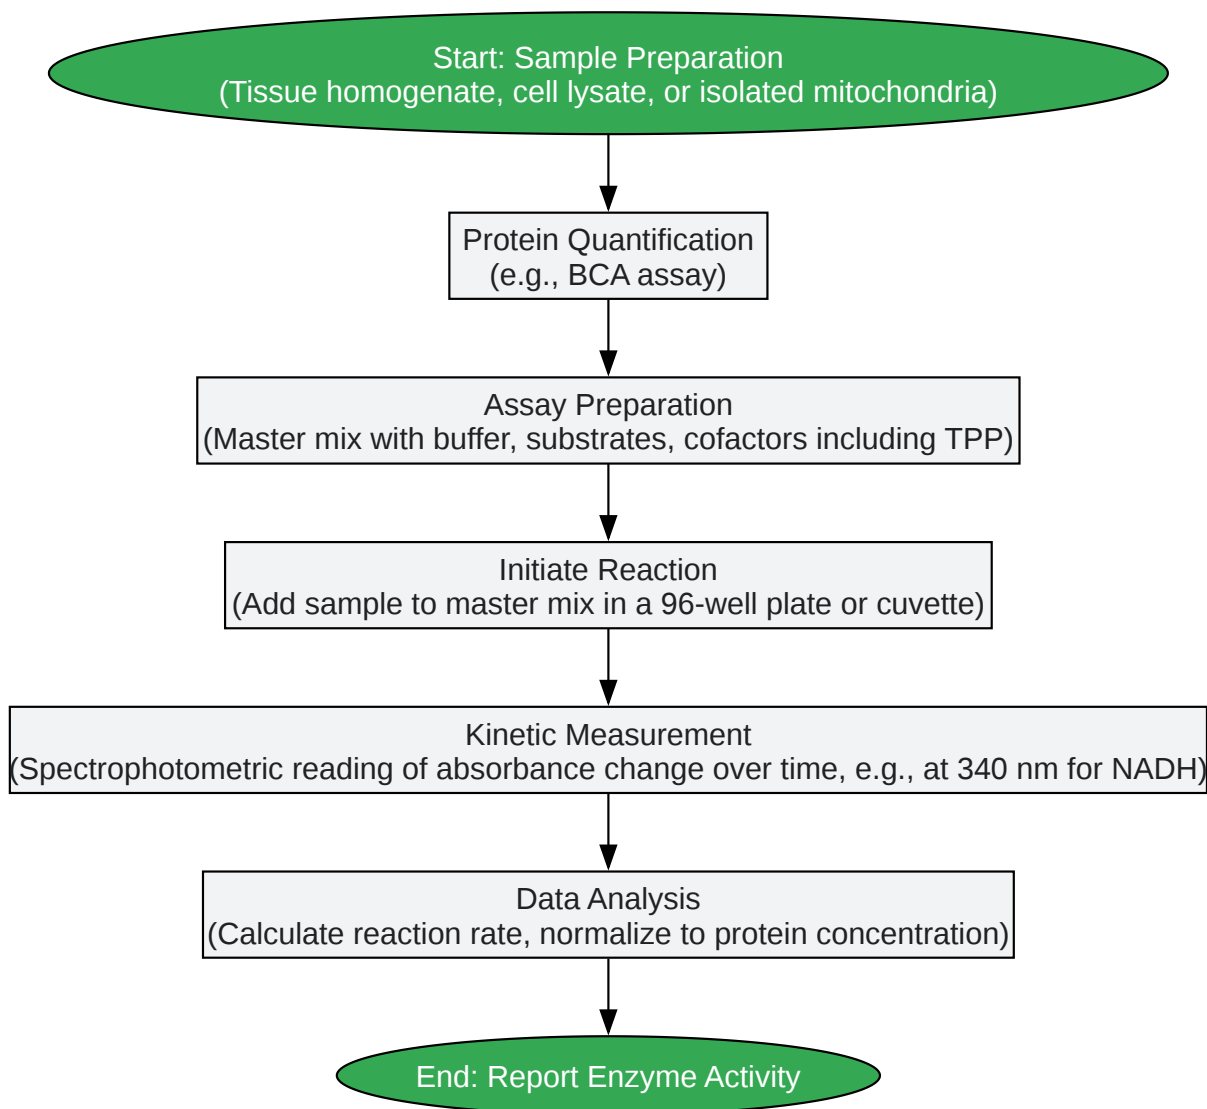 Start: Sample Preparation
(Tissue homogenate, cell lysate, or isolated mitochondria)
Protein Quantification
(e.g., BCA assay)
Assay Preparation
(Master mix with buffer, substrates, cofactors including TPP)
Initiate Reaction
(Add sample to master mix in a 96-well plate or cuvette)
Kinetic Measurement
(Spectrophotometric reading of absorbance change over time, e.g., at 340 nm for NADH)
Data Analysis
(Calculate reaction rate, normalize to protein concentration)
End: Report Enzyme Activity